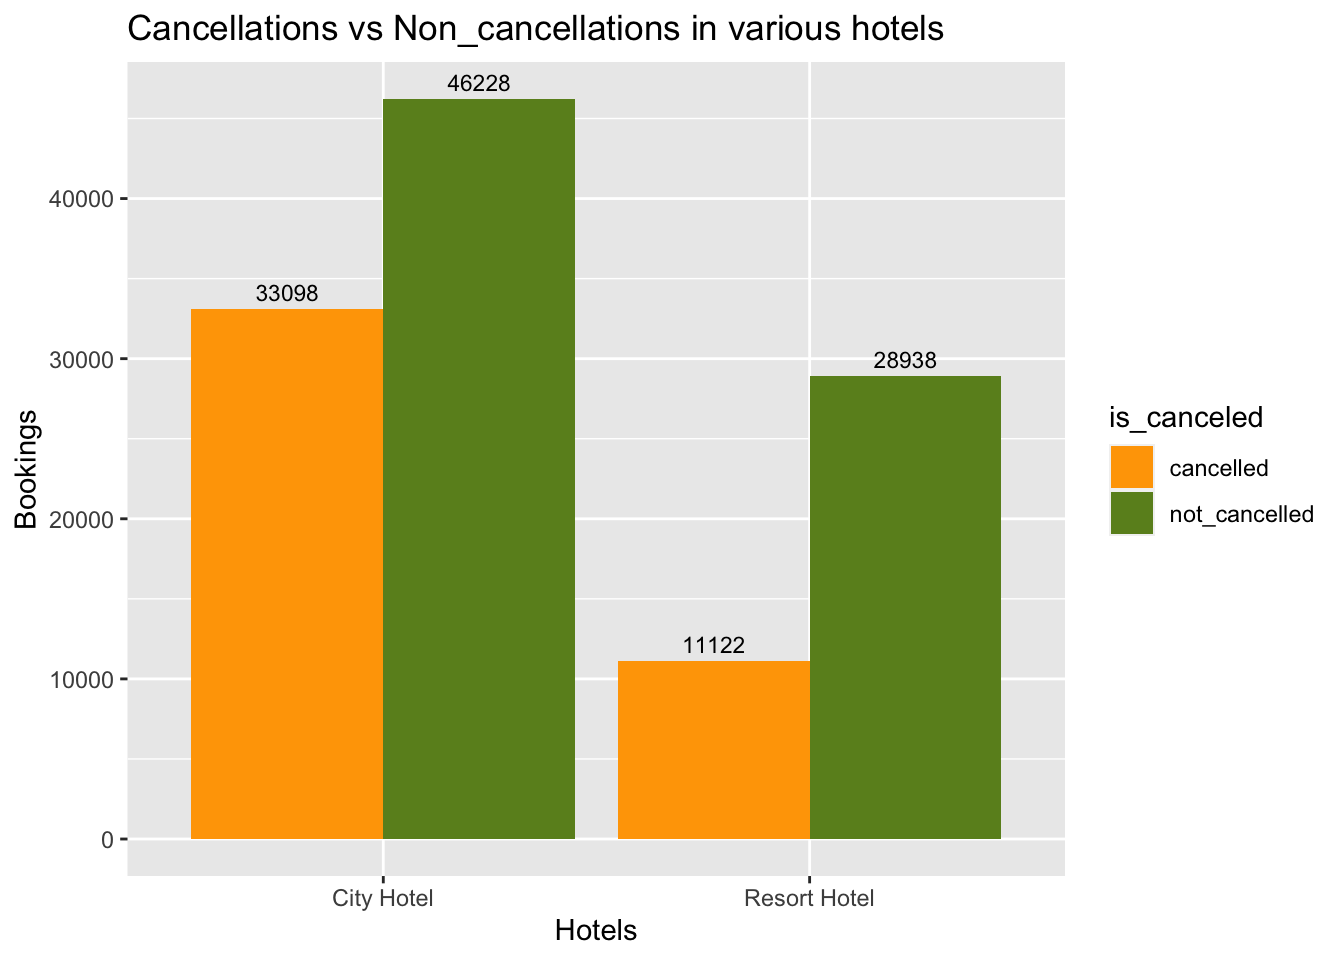 Cancellations vs Non_cancellations in various hotels
46228
40000
33098
30000
28938
Bookings
is_canceled
cancelled
not_cancelled
20000
11122
10000
0
City Hotel
Resort Hotel
Hotels